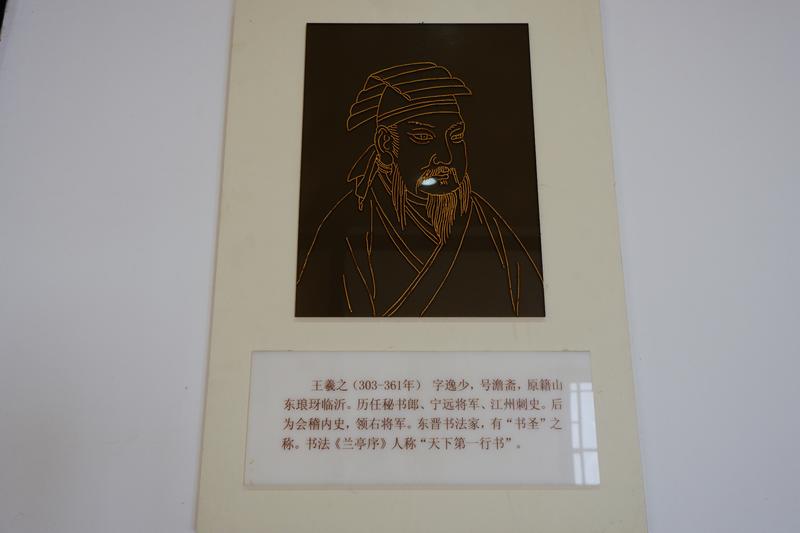 王羲之（303-361年） 字逸少，号澹斋，原籍山
东琅玡临沂。历任秘书郎、宁远将军、江州刺史。后
为会稽内史，领右将军。东晋书法家，有“书圣”之
称。书法《兰亭序》人称“天下第一行书”。